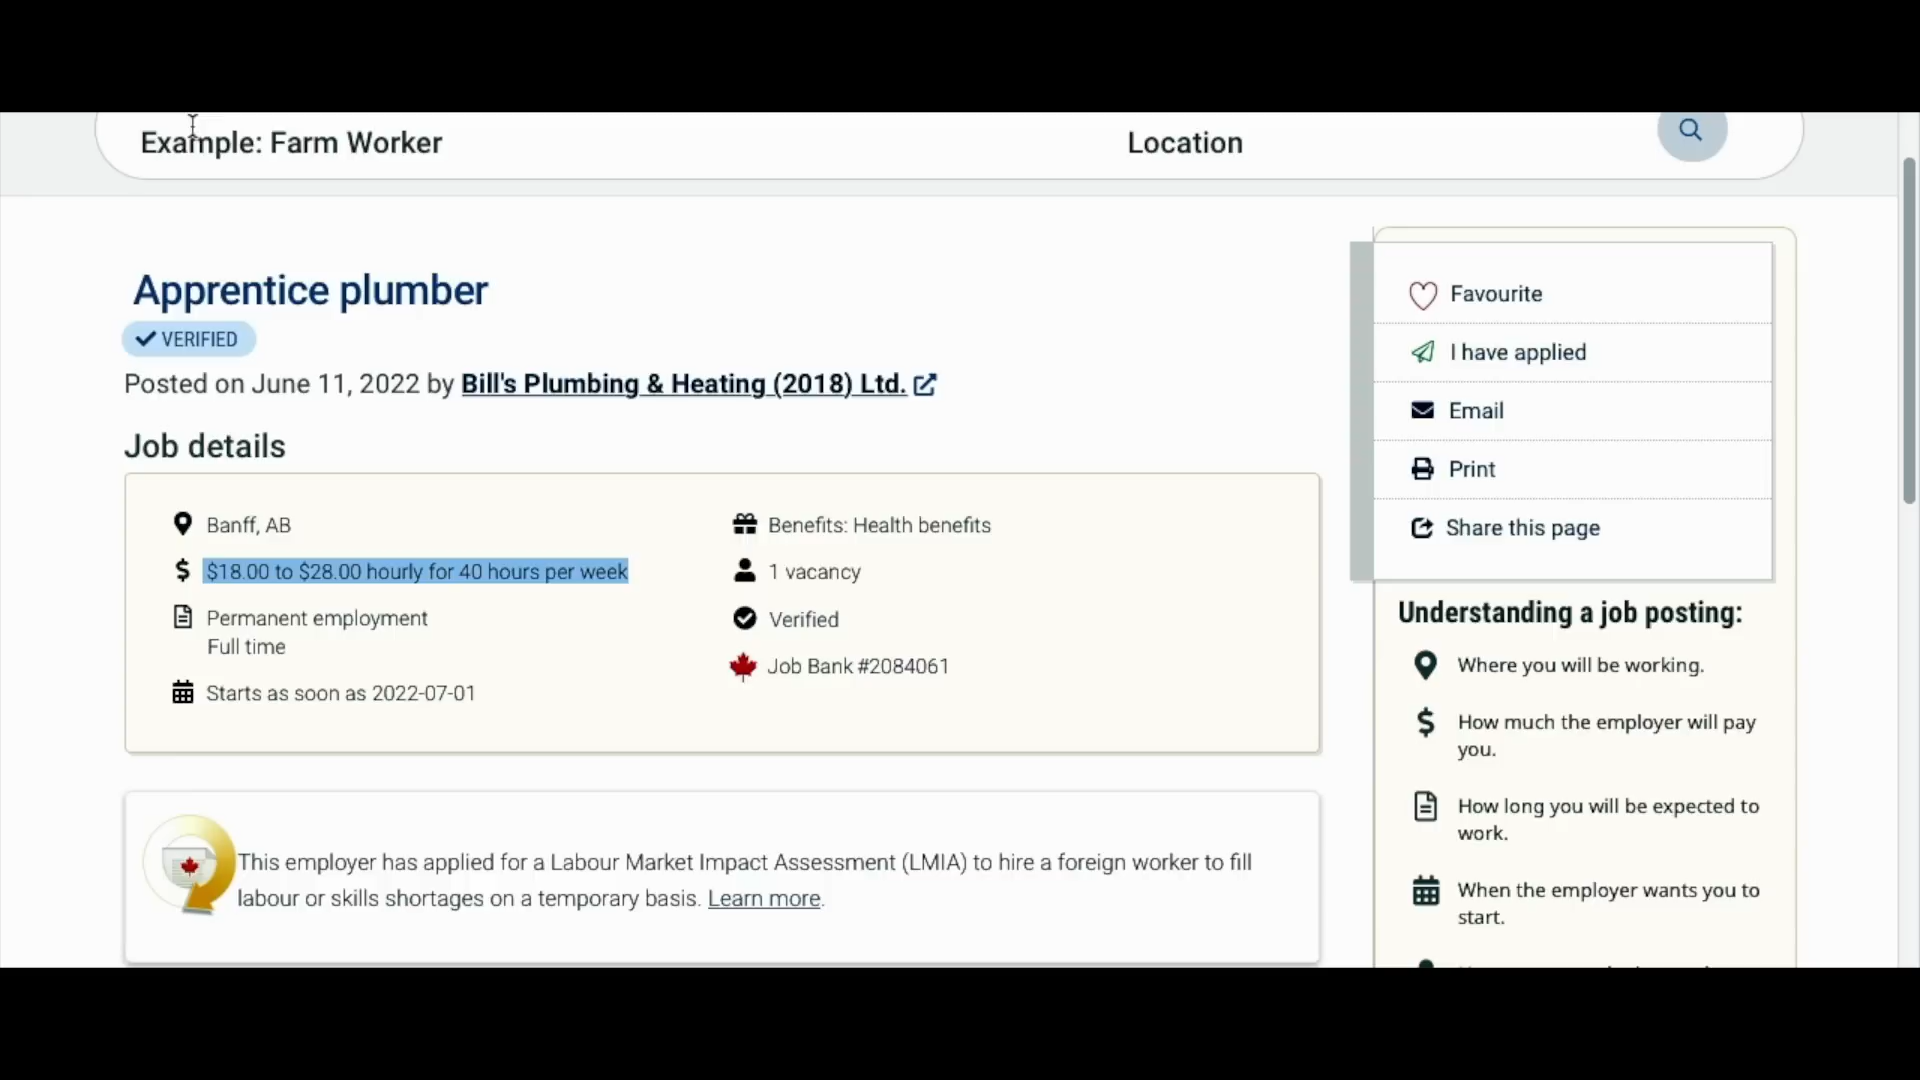 Example: Farm Worker
Location
Apprentice plumber
VERIFIED
Posted on June 11, 2022 by Bill's Plumbing & Heating (2018) Ltd.
Job details
Banff, AB
$18.00 to $28.00 hourly for 40 hours per week
Permanent employment
Full time
Starts as soon as 2022-07-01
Benefits: Health benefits
1 vacancy
Verified
Job Bank #2084061
This employer has applied for a Labour Market Impact Assessment (LMIA) to hire a foreign worker to fill
labour or skills shortages on a temporary basis. Learn more.
Favourite
I have applied
Email
Print
Share this page
Understanding a job posting:
Where you will be working.
How much the employer will pay
you.
How long you will be expected to
work.
When the employer wants you to
start.